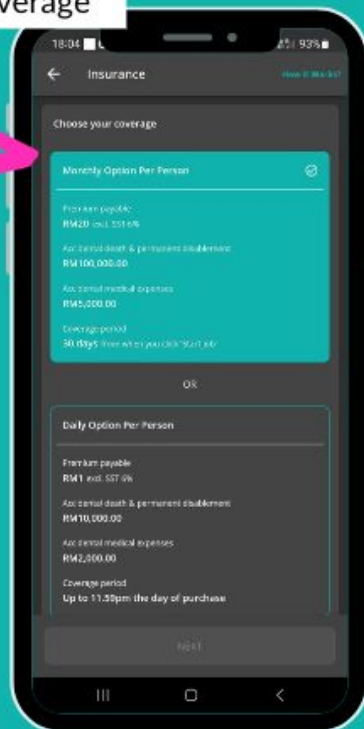 verage
18:04
93%
Insurance
How it Works?
Choose your coverage
Monthly Option Per Person
Premium payable
RM20 excl. SST 6%
Accidental death & permanent disablement
RM100,000.00
Accidental medical expenses
RM5,000.00
Coverage period
30 days from when you click 'Start job'
OR
Daily Option Per Person
Premium payable
RM1 excl. SST 6%
Accidental death & permanent disablement
RM10,000.00
Accidental medical expenses
RM2,000.00
Coverage period
Up to 11.59pm the day of purchase
NEXT